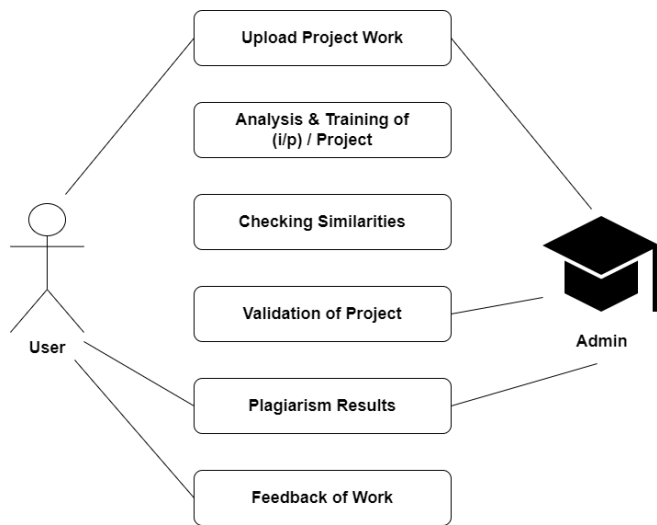 Upload Project Work
Analysis & Training of
(i/p) / Project
Checking Similarities
Validation of Project
User
Admin
Plagiarism Results
Feedback of Work